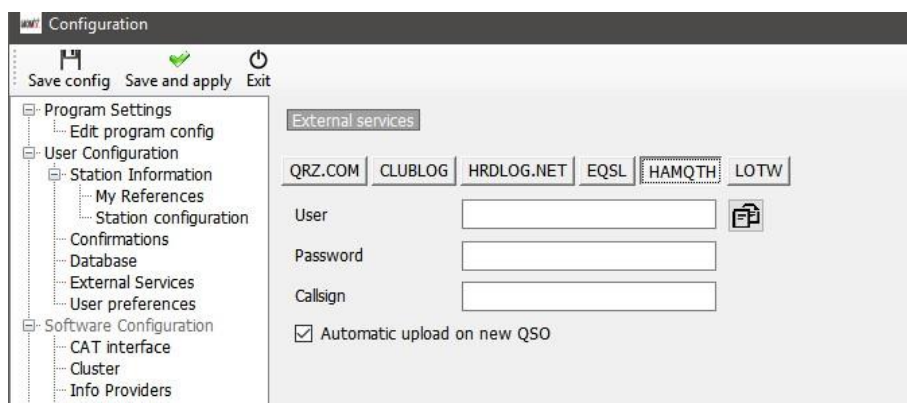 Configuration
Save config Save and apply Exit
Program Settings
Edit program config
User Configuration
Station Information
My References
Station configuration
Confirmations
Database
External Services
User preferences
Software Configuration
CAT interface
Cluster
Info Providers
External services
QRZ.COM CLUBLOG HRDLOG.NET EQSL HAMQTH LOTW
User
Password
Callsign
Automatic upload on new QSO